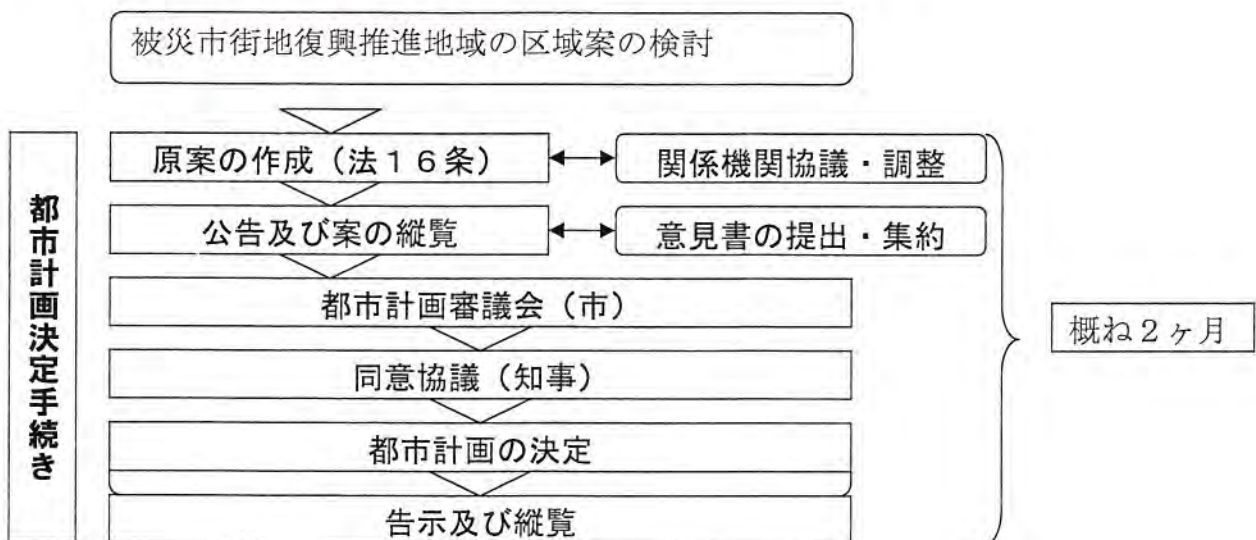 被災市街地復興推進地域の区域案の検討
都市計画決定手続き
原案の作成（法１６条）
関係機関協議・調整
公告及び案の縦覧
意見書の提出・集約
都市計画審議会（市）
同意協議（知事）
都市計画の決定
告示及び縦覧
概ね２ヶ月